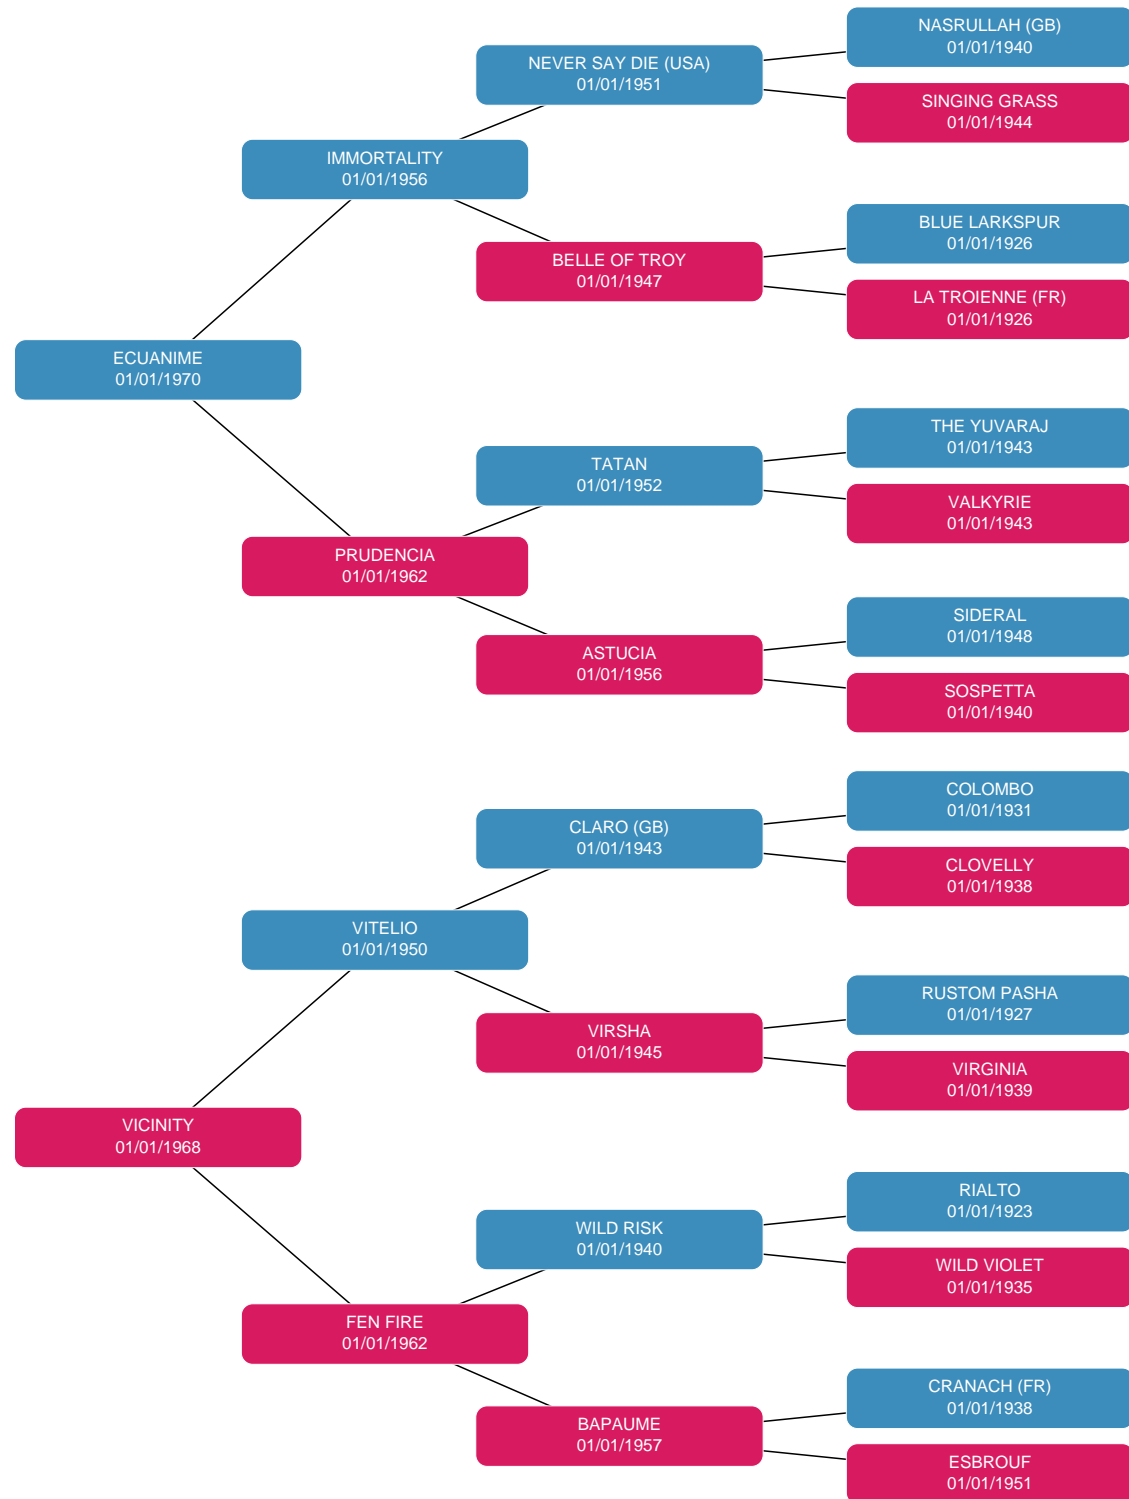 NASRULLAH (GB)
01/01/1940
NEVER SAY DIE (USA)
01/01/1951
SINGING GRASS
01/01/1944
IMMORTALITY
01/01/1956
BLUE LARKSPUR
01/01/1926
BELLE OF TROY
01/01/1947
LA TROIENNE (FR)
01/01/1926
ECUANIME
01/01/1970
THE YUVARAJ
01/01/1943
TATAN
01/01/1952
VALKYRIE
01/01/1943
PRUDENCIA
01/01/1962
SIDERAL
01/01/1948
ASTUCIA
01/01/1956
SOSPETTA
01/01/1940
COLOMBO
01/01/1931
CLARO (GB)
01/01/1943
CLOVELLY
01/01/1938
VITELIO
01/01/1950
RUSTOM PASHA
01/01/1927
VIRSHA
01/01/1945
VIRGINIA
01/01/1939
VICINITY
01/01/1968
RIALTO
01/01/1923
WILD RISK
01/01/1940
WILD VIOLET
01/01/1935
FEN FIRE
01/01/1962
CRANACH (FR)
01/01/1938
BAPAUME
01/01/1957
ESBROUF
01/01/1951